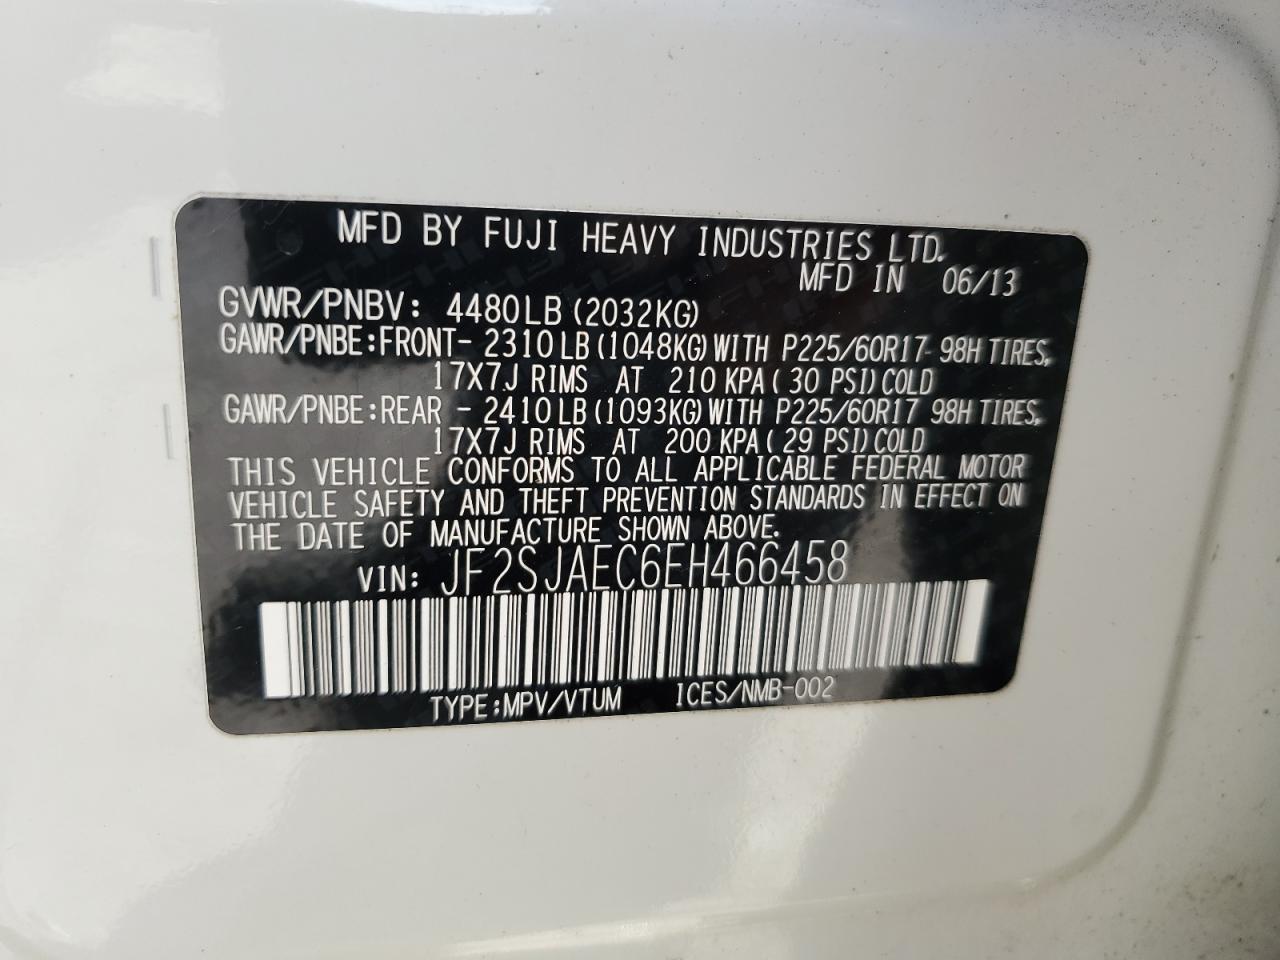 MFD BY FUJI HEAVY INDUSTRIES LTD.
MFD IN 06/13
GVWR/PNBV: 4480LB (2032KG)
GAWR/PNBE:FRONT- 2310 LB (1048KG) WITH P225/60R17 98H TIRES,
17X7J RIMS AT 210 KPA ( 30 PSI) COLD
GAWR/PNBE:REAR - 2410 LB (1093KG) WITH P225/60R17 98H TIRES,
17X7J RIMS AT 200 KPA ( 29 PSI) COLD
THIS VEHICLE CONFORMS TO ALL APPLICABLE FEDERAL MOTOR
VEHICLE SAFETY AND THEFT PREVENTION STANDARDS IN EFFECT ON
THE DATE OF MANUFACTURE SHOWN ABOVE.
VIN: JF2SJAEC6EH466458
TYPE:MPV/VTUM ICES/NMB-002